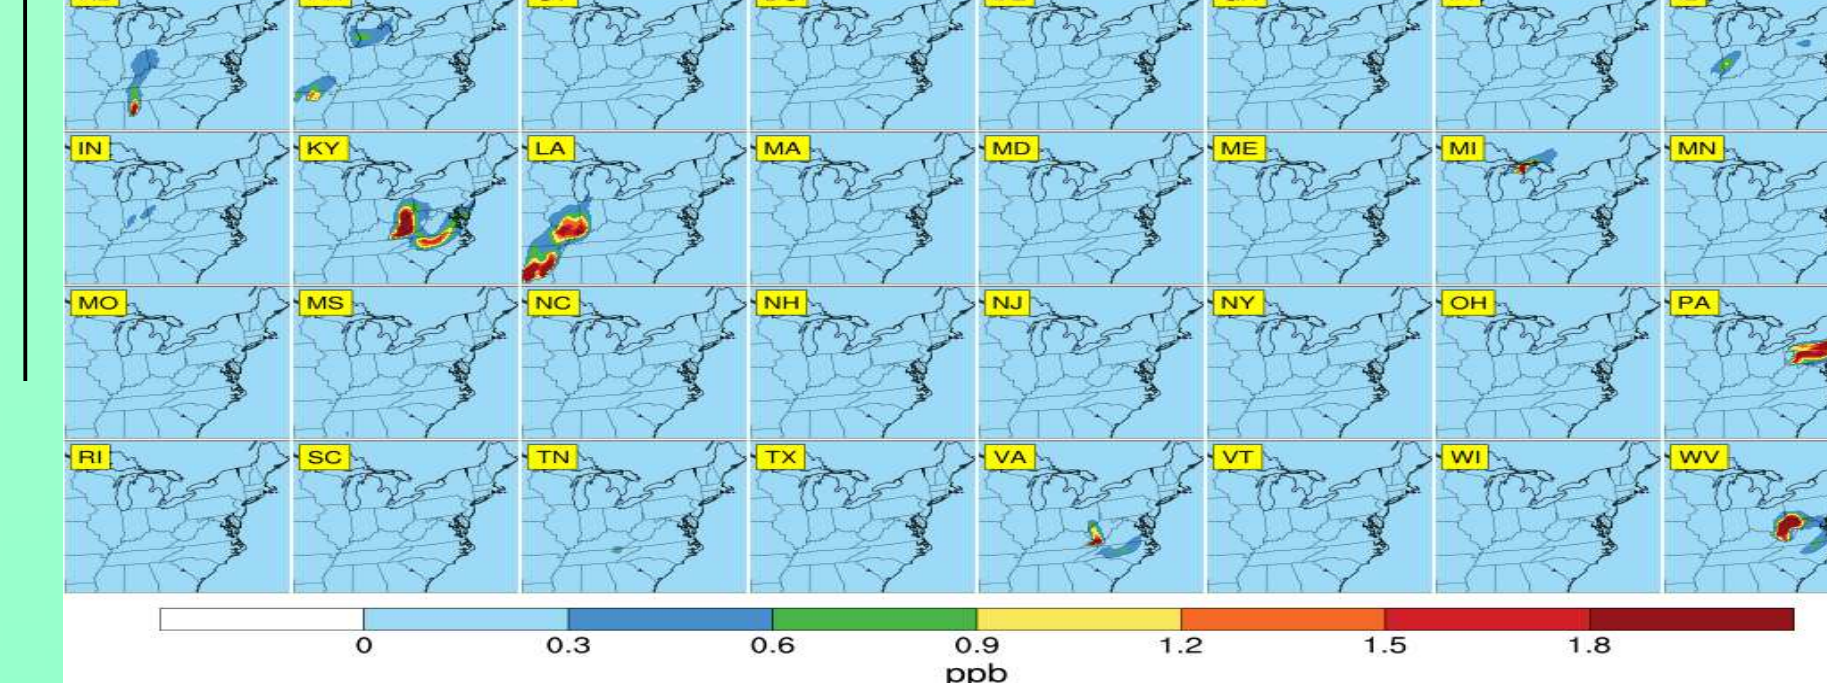 IN KY LA MA MD ME MI MN
MO MS NC NH NJ NY OH PA
RI SC TN TX VA VT WI WV
0 0.3 0.6 0.9 1.2 1.5 1.8
ppb